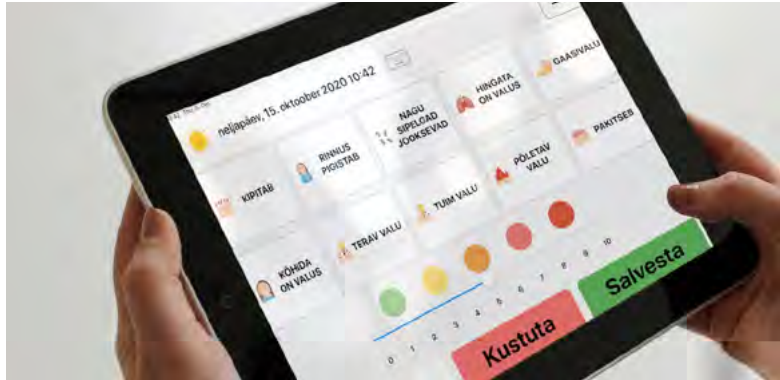 neljapäev, 15. oktoober 2020 10:42
KIPITAB
RINNUS
PIGISTAB
NAGU
SIPELGAD
JOOKSEVAD
HINGATA
ON VALUS
GAASIVALU
KÕHIDA
ON VALUS
TERAV VALU
TUIM VALU
PÕLETAV
VALU
PAKITSEB
0 1 2 3 4 5 6 7 8 9 10
Kustuta
Salvesta